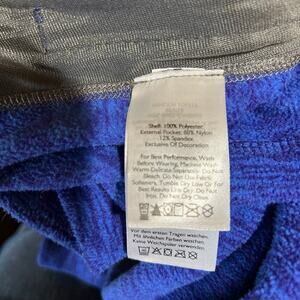 Shell: 100% Polyester
External Pocket: 88% Nylon
12% Spandex
Exclusive Of Decoration
For Best Performance, Wash
Before Wearing. Machine Wash
Warm Delicate Separately. Do Not
Bleach. Do Not Use Fabric
Softeners. Tumble Dry Low Or For
Best Results Line Dry. Do Not
Iron. Do Not Dry Clean.
Vor dem ersten Tragen waschen.
Mit ähnlichen Farben waschen.
Keine Weichspüler verwenden.